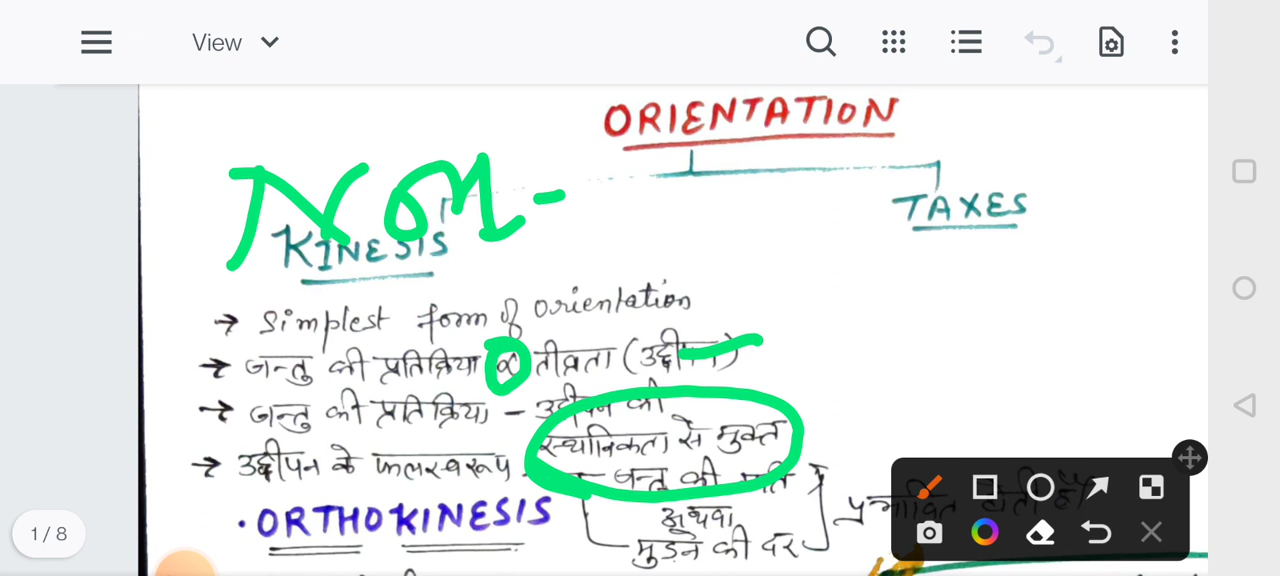 View
ORIENTATION
Non-
KINESIS
TAXES
→ Simplest form of orientation
→ जन्तु की प्रतिक्रिया ∝ तीव्रता (उद्दीपन)
→ जन्तु की प्रतिक्रिया - उद्दीपन की
स्थानिकता से मुक्त
→ उद्दीपन के फलस्वरूप - जन्तु की गति
अथवा
मुड़ने की दर
प्रभावित होती है
• ORTHOKINESIS
1 / 8